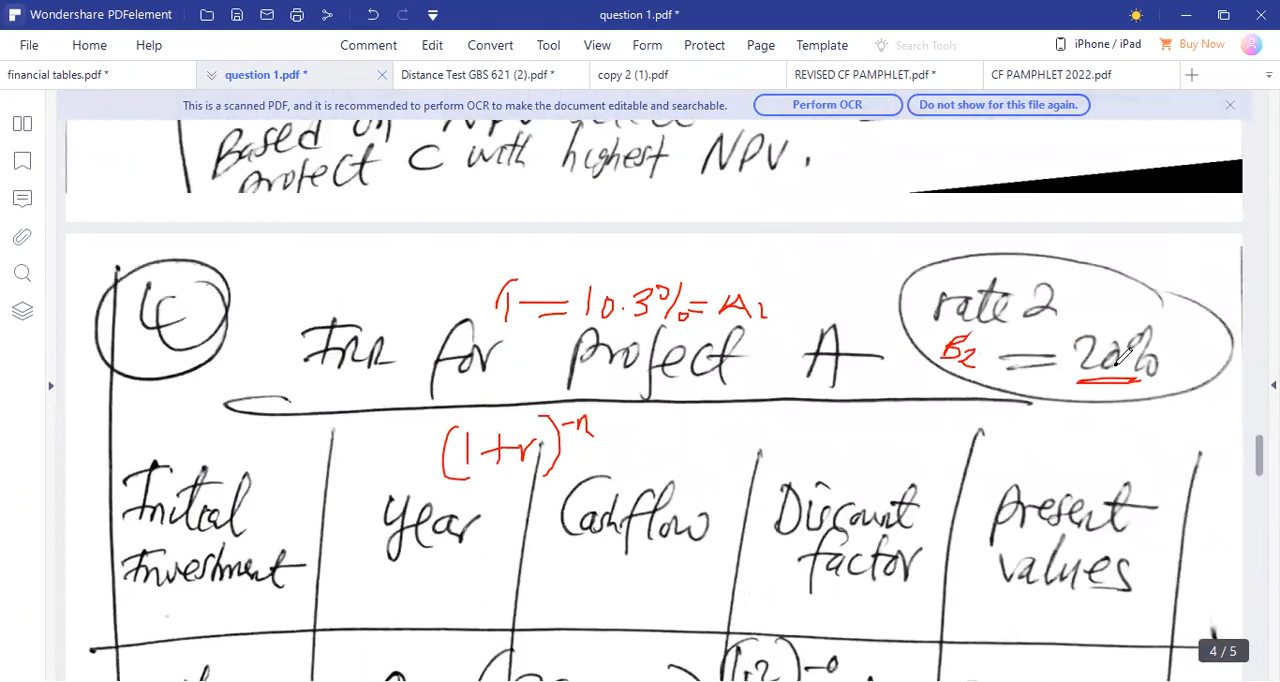 Wondershare PDFelement
question 1.pdf *
File Home Help Comment Edit Convert Tool View Form Protect Page Template Search Tools iPhone / iPad Buy Now
financial tables.pdf * question 1.pdf * Distance Test GBS 621 (2).pdf * copy 2 (1).pdf REVISED CF PAMPHLET.pdf * CF PAMPHLET 2022.pdf
This is a scanned PDF, and it is recommended to perform OCR to make the document editable and searchable. Perform OCR Do not show for this file again.
Based on NPV
project C with highest NPV.
= 10.3% =
rate 2
IRR for project A
B2 = 20%
(1+r)^-n
Initial Investment
Year
Cashflow
Discount factor
present values
(1.2)^-0
4 / 5